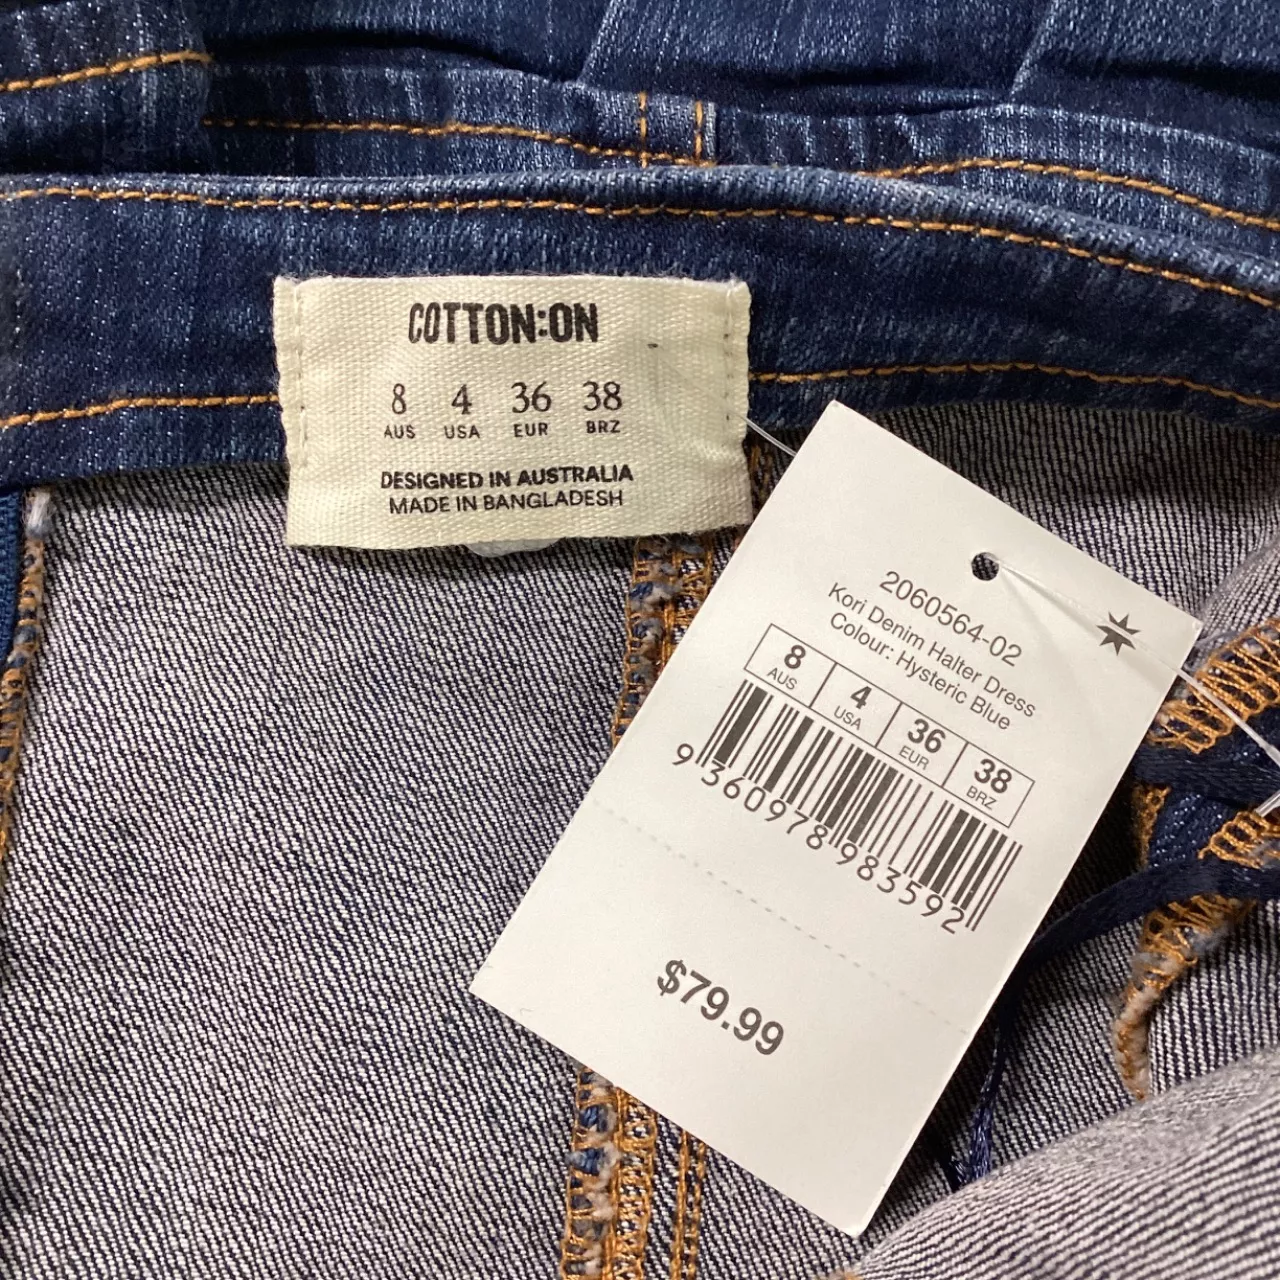 COTTON:ON
8 4 36 38
AUS USA EUR BRZ
DESIGNED IN AUSTRALIA
MADE IN BANGLADESH
2060564-02
Kori Denim Halter Dress
Colour: Hysteric Blue
8 4 36 38
AUS USA EUR BRZ
9 360978 983592
$79.99